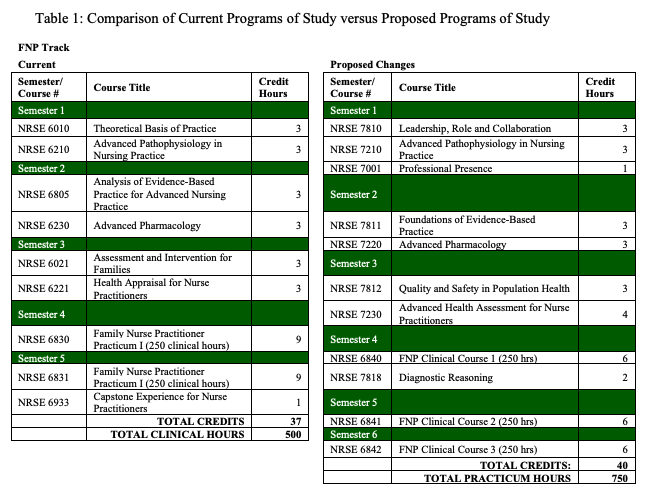 Table 1: Comparison of Current Programs of Study versus Proposed Programs of Study
FNP Track
Current
Semester/ Course # Course Title Credit Hours
Semester 1
NRSE 6010 Theoretical Basis of Practice 3
NRSE 6210 Advanced Pathophysiology in Nursing Practice 3
Semester 2
NRSE 6805 Analysis of Evidence-Based Practice for Advanced Nursing Practice 3
NRSE 6230 Advanced Pharmacology 3
Semester 3
NRSE 6021 Assessment and Intervention for Families 3
NRSE 6221 Health Appraisal for Nurse Practitioners 3
Semester 4
NRSE 6830 Family Nurse Practitioner Practicum I (250 clinical hours) 9
Semester 5
NRSE 6831 Family Nurse Practitioner Practicum I (250 clinical hours) 9
NRSE 6933 Capstone Experience for Nurse Practitioners 1
TOTAL CREDITS 37
TOTAL CLINICAL HOURS 500
Proposed Changes
Semester/ Course # Course Title Credit Hours
Semester 1
NRSE 7810 Leadership, Role and Collaboration 3
NRSE 7210 Advanced Pathophysiology in Nursing Practice 3
NRSE 7001 Professional Presence 1
Semester 2
NRSE 7811 Foundations of Evidence-Based Practice 3
NRSE 7220 Advanced Pharmacology 3
Semester 3
NRSE 7812 Quality and Safety in Population Health 3
NRSE 7230 Advanced Health Assessment for Nurse Practitioners 4
Semester 4
NRSE 6840 FNP Clinical Course 1 (250 hrs) 6
NRSE 7818 Diagnostic Reasoning 2
Semester 5
NRSE 6841 FNP Clinical Course 2 (250 hrs) 6
Semester 6
NRSE 6842 FNP Clinical Course 3 (250 hrs) 6
TOTAL CREDITS: 40
TOTAL PRACTICUM HOURS 750